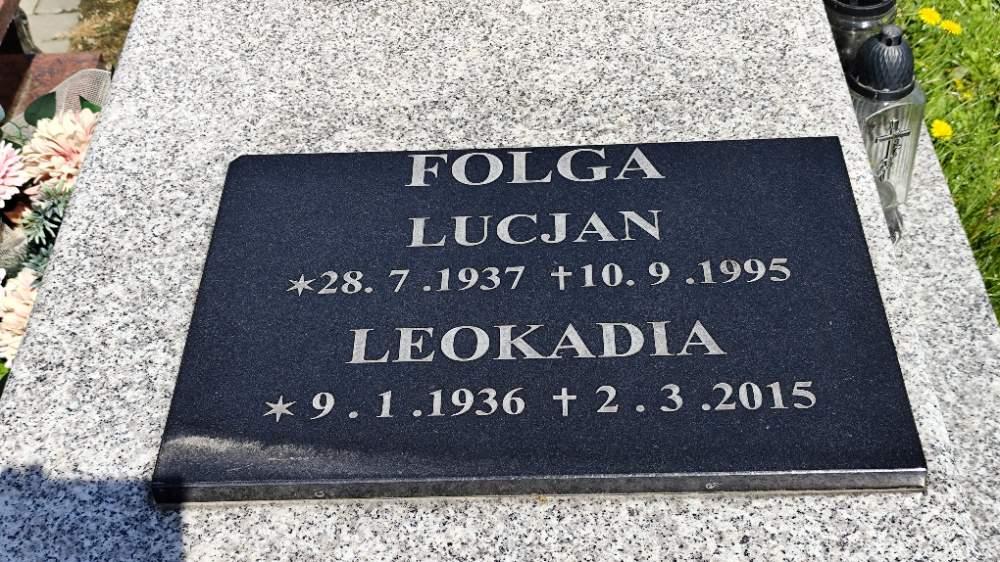 FOLGA
LUCJAN
✶28. 7 .1937 ✝10. 9 .1995
LEOKADIA
✶ 9 . 1 .1936 ✝ 2 . 3 .2015